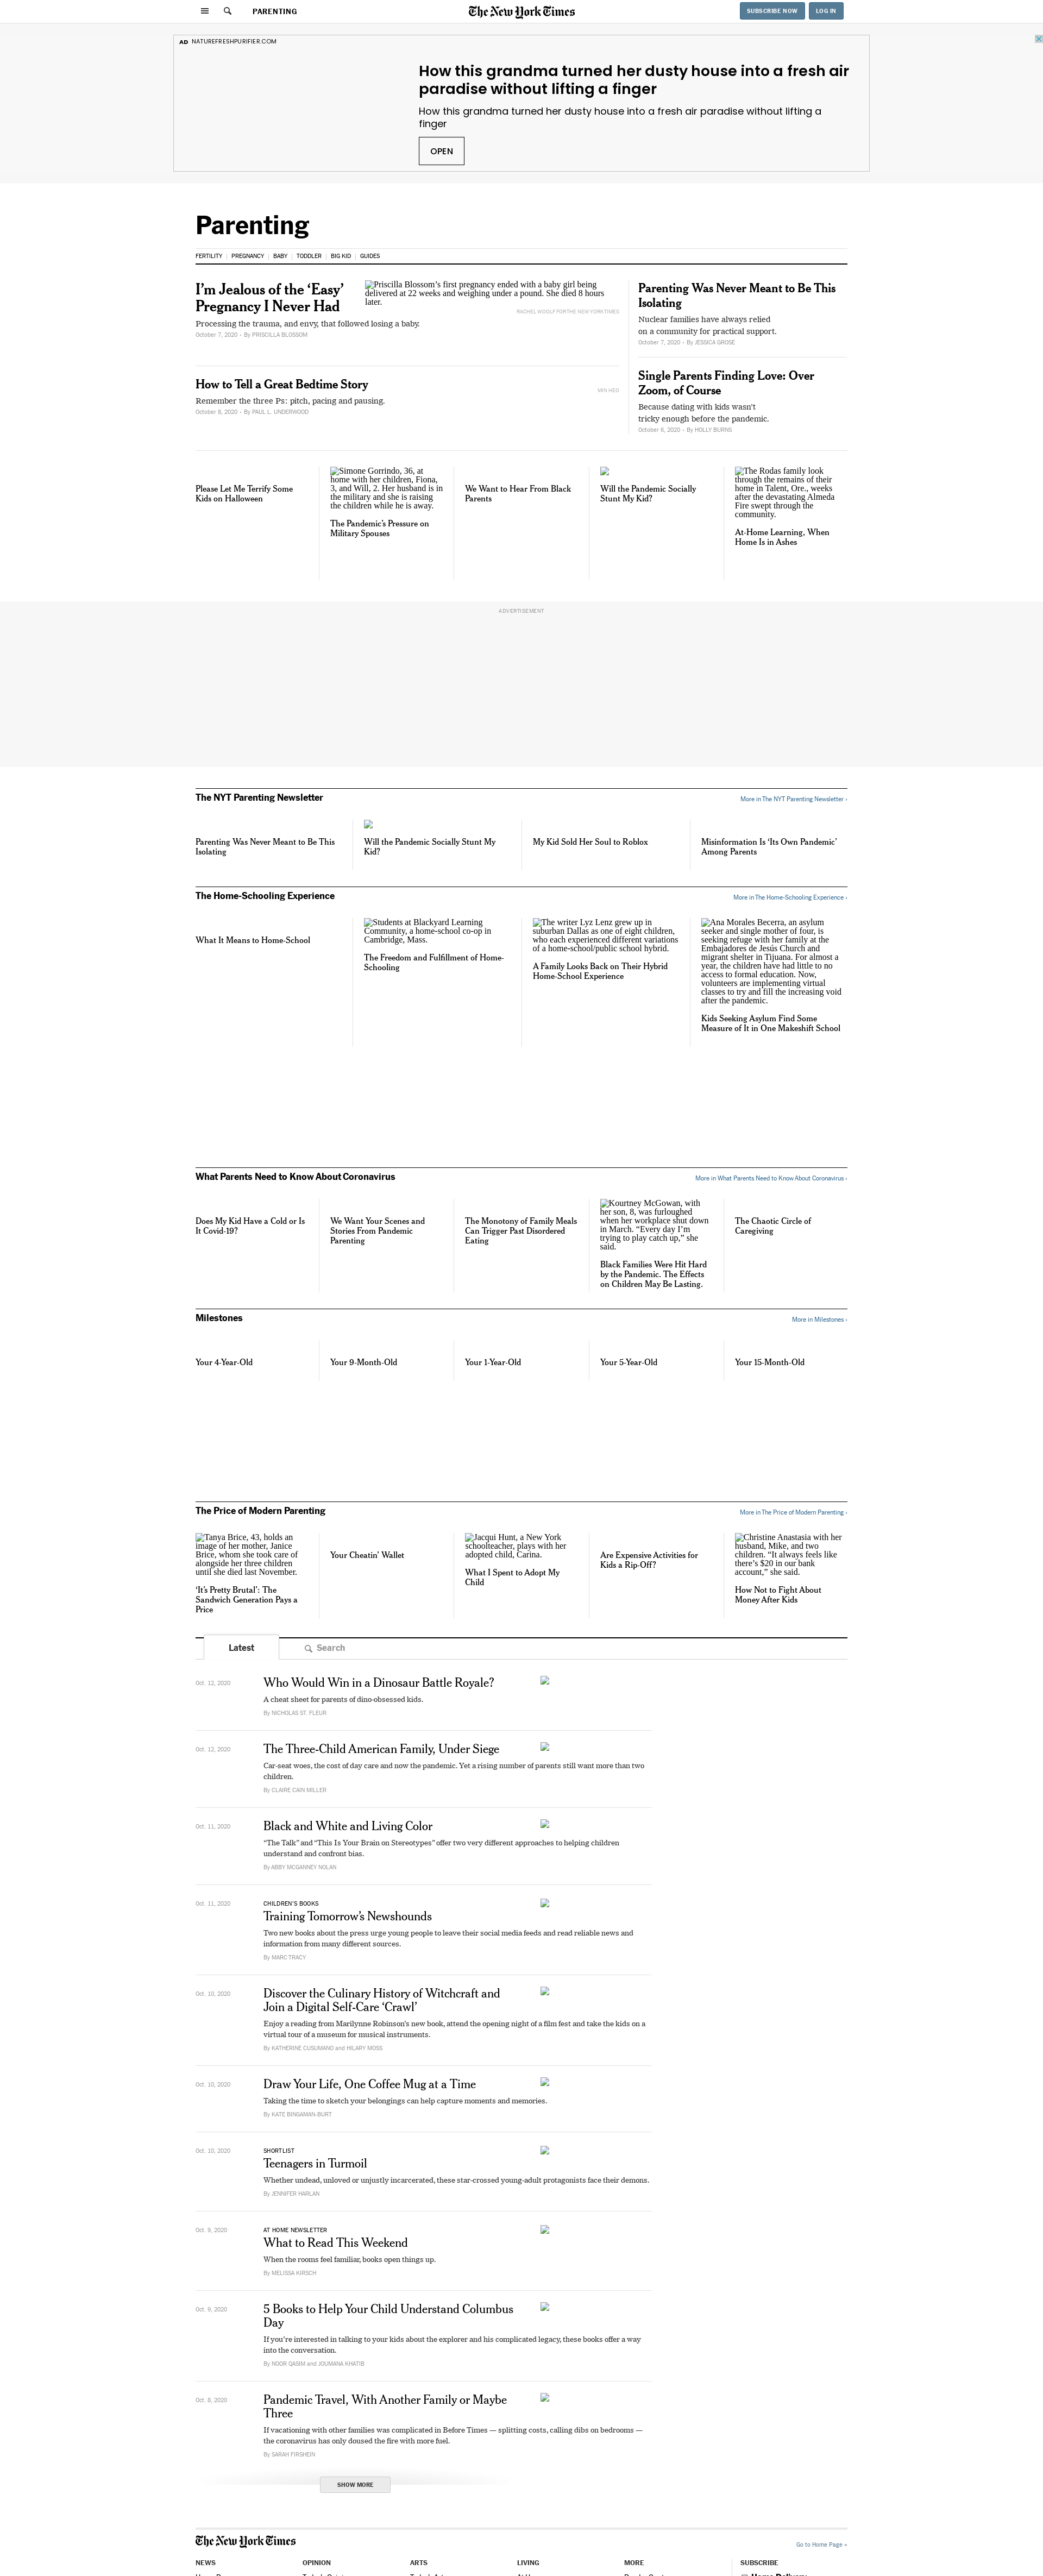 PARENTING
The New York Times
SUBSCRIBE NOW
LOG IN
AD NATUREFRESHPURIFIER.COM
How this grandma turned her dusty house into a fresh air
paradise without lifting a finger
How this grandma turned her dusty house into a fresh air paradise without lifting a
finger
OPEN
Parenting
FERTILITY | PREGNANCY | BABY | TODDLER | BIG KID | GUIDES
I’m Jealous of the ‘Easy’
Pregnancy I Never Had
Processing the trauma, and envy, that followed losing a baby.
October 7, 2020 • By PRISCILLA BLOSSOM
Priscilla Blossom’s first pregnancy ended with a baby girl being
delivered at 22 weeks and weighing under a pound. She died 8 hours
later.
RACHEL WOOLF FOR THE NEW YORK TIMES
How to Tell a Great Bedtime Story
Remember the three Ps: pitch, pacing and pausing.
October 8, 2020 • By PAUL L. UNDERWOOD
MIN HEO
Parenting Was Never Meant to Be This
Isolating
Nuclear families have always relied
on a community for practical support.
October 7, 2020 • By JESSICA GROSE
Single Parents Finding Love: Over
Zoom, of Course
Because dating with kids wasn’t
tricky enough before the pandemic.
October 6, 2020 • By HOLLY BURNS
Please Let Me Terrify Some
Kids on Halloween
Simone Gorrindo, 36, at
home with her children, Fiona,
3, and Will, 2. Her husband is in
the military and she is raising
the children while he is away.
The Pandemic’s Pressure on
Military Spouses
We Want to Hear From Black
Parents
Will the Pandemic Socially
Stunt My Kid?
The Rodas family look
through the remains of their
home in Talent, Ore., weeks
after the devastating Almeda
Fire swept through the
community.
At-Home Learning, When
Home Is in Ashes
ADVERTISEMENT
The NYT Parenting Newsletter
More in The NYT Parenting Newsletter ›
Parenting Was Never Meant to Be This
Isolating
Will the Pandemic Socially Stunt My
Kid?
My Kid Sold Her Soul to Roblox
Misinformation Is ‘Its Own Pandemic’
Among Parents
The Home-Schooling Experience
More in The Home-Schooling Experience ›
What It Means to Home-School
Students at Blackyard Learning
Community, a home-school co-op in
Cambridge, Mass.
The Freedom and Fulfillment of Home-
Schooling
The writer Lyz Lenz grew up in
suburban Dallas as one of eight children,
who each experienced different variations
of a home-school/public school hybrid.
A Family Looks Back on Their Hybrid
Home-School Experience
Ana Morales Becerra, an asylum
seeker and single mother of four, is
seeking refuge with her family at the
Embajadores de Jesús Church and
migrant shelter in Tijuana. For almost a
year, the children have had little to no
access to formal education. Now,
volunteers are implementing virtual
classes to try and fill the increasing void
after the pandemic.
Kids Seeking Asylum Find Some
Measure of It in One Makeshift School
What Parents Need to Know About Coronavirus
More in What Parents Need to Know About Coronavirus ›
Does My Kid Have a Cold or Is
It Covid-19?
We Want Your Scenes and
Stories From Pandemic
Parenting
The Monotony of Family Meals
Can Trigger Past Disordered
Eating
Kourtney McGowan, with
her son, 8, was furloughed
when her workplace shut down
in March. “Every day I’m
trying to play catch up,” she
said.
Black Families Were Hit Hard
by the Pandemic. The Effects
on Children May Be Lasting.
The Chaotic Circle of
Caregiving
Milestones
More in Milestones ›
Your 4-Year-Old
Your 9-Month-Old
Your 1-Year-Old
Your 5-Year-Old
Your 15-Month-Old
The Price of Modern Parenting
More in The Price of Modern Parenting ›
Tanya Brice, 43, holds an
image of her mother, Janice
Brice, whom she took care of
alongside her three children
until she died last November.
‘It’s Pretty Brutal’: The
Sandwich Generation Pays a
Price
Your Cheatin’ Wallet
Jacqui Hunt, a New York
schoolteacher, plays with her
adopted child, Carina.
What I Spent to Adopt My
Child
Are Expensive Activities for
Kids a Rip-Off?
Christine Anastasia with her
husband, Mike, and two
children. “It always feels like
there’s $20 in our bank
account,” she said.
How Not to Fight About
Money After Kids
Latest
Search
Oct. 12, 2020
Who Would Win in a Dinosaur Battle Royale?
A cheat sheet for parents of dino-obsessed kids.
By NICHOLAS ST. FLEUR
Oct. 12, 2020
The Three-Child American Family, Under Siege
Car-seat woes, the cost of day care and now the pandemic. Yet a rising number of parents still want more than two
children.
By CLAIRE CAIN MILLER
Oct. 11, 2020
Black and White and Living Color
“The Talk” and “This Is Your Brain on Stereotypes” offer two very different approaches to helping children
understand and confront bias.
By ABBY MCGANNEY NOLAN
Oct. 11, 2020
CHILDREN’S BOOKS
Training Tomorrow’s Newshounds
Two new books about the press urge young people to leave their social media feeds and read reliable news and
information from many different sources.
By MARC TRACY
Oct. 10, 2020
Discover the Culinary History of Witchcraft and
Join a Digital Self-Care ‘Crawl’
Enjoy a reading from Marilynne Robinson’s new book, attend the opening night of a film fest and take the kids on a
virtual tour of a museum for musical instruments.
By KATHERINE CUSUMANO and HILARY MOSS
Oct. 10, 2020
Draw Your Life, One Coffee Mug at a Time
Taking the time to sketch your belongings can help capture moments and memories.
By KATE BINGAMAN-BURT
Oct. 10, 2020
SHORTLIST
Teenagers in Turmoil
Whether undead, unloved or unjustly incarcerated, these star-crossed young-adult protagonists face their demons.
By JENNIFER HARLAN
Oct. 9, 2020
AT HOME NEWSLETTER
What to Read This Weekend
When the rooms feel familiar, books open things up.
By MELISSA KIRSCH
Oct. 9, 2020
5 Books to Help Your Child Understand Columbus
Day
If you’re interested in talking to your kids about the explorer and his complicated legacy, these books offer a way
into the conversation.
By NOOR QASIM and JOUMANA KHATIB
Oct. 8, 2020
Pandemic Travel, With Another Family or Maybe
Three
If vacationing with other families was complicated in Before Times — splitting costs, calling dibs on bedrooms —
the coronavirus has only doused the fire with more fuel.
By SARAH FIRSHEIN
SHOW MORE
The New York Times
Go to Home Page »
NEWS
OPINION
ARTS
LIVING
MORE
SUBSCRIBE